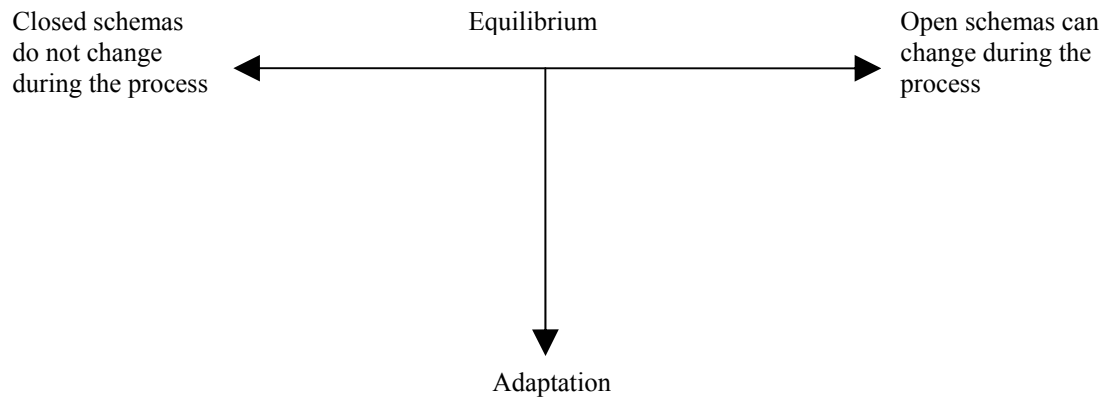 Closed schemas
do not change
during the process
Equilibrium
Open schemas can
change during the
process
Adaptation